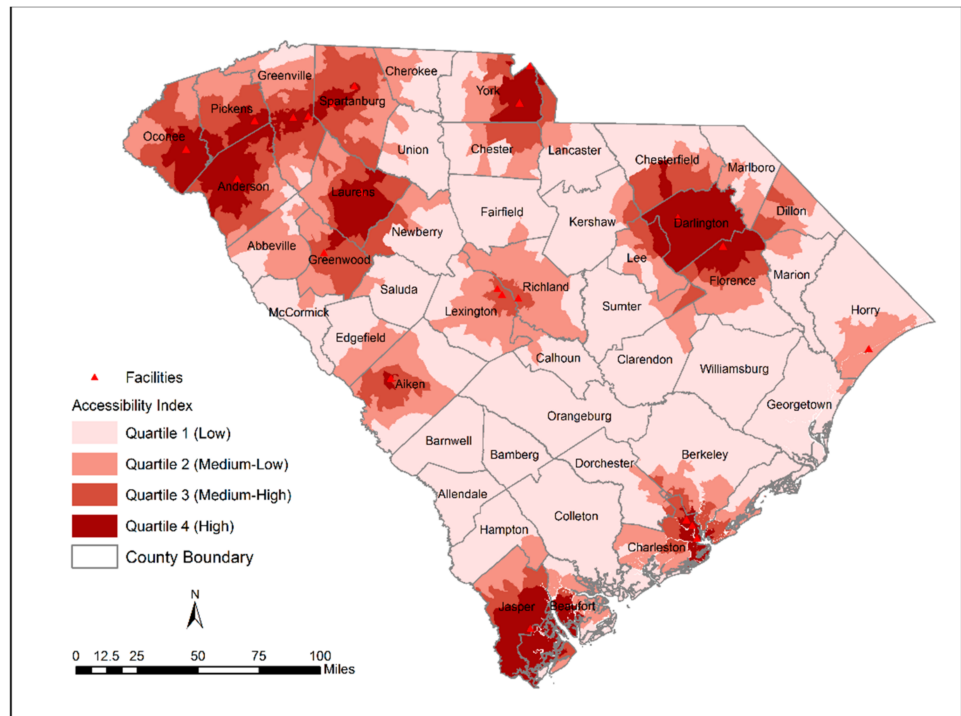 Greenville
Cherokee
York
Pickens
Spartanburg
Oconee
Union
Chester
Lancaster
Chesterfield
Marlboro
Anderson
Laurens
Fairfield
Kershaw
Darlington
Dillon
Abbeville
Newberry
Greenwood
Lee
Marion
Florence
Saluda
Richland
McCormick
Lexington
Sumter
Horry
Edgefield
Calhoun
Clarendon
Williamsburg
Aiken
Georgetown
Orangeburg
Barnwell
Bamberg
Dorchester
Berkeley
Allendale
Colleton
Hampton
Charleston
Jasper
Beaufort
Facilities
Accessibility Index
Quartile 1 (Low)
Quartile 2 (Medium-Low)
Quartile 3 (Medium-High)
Quartile 4 (High)
County Boundary
N
0 12.5 25 50 75 100
Miles